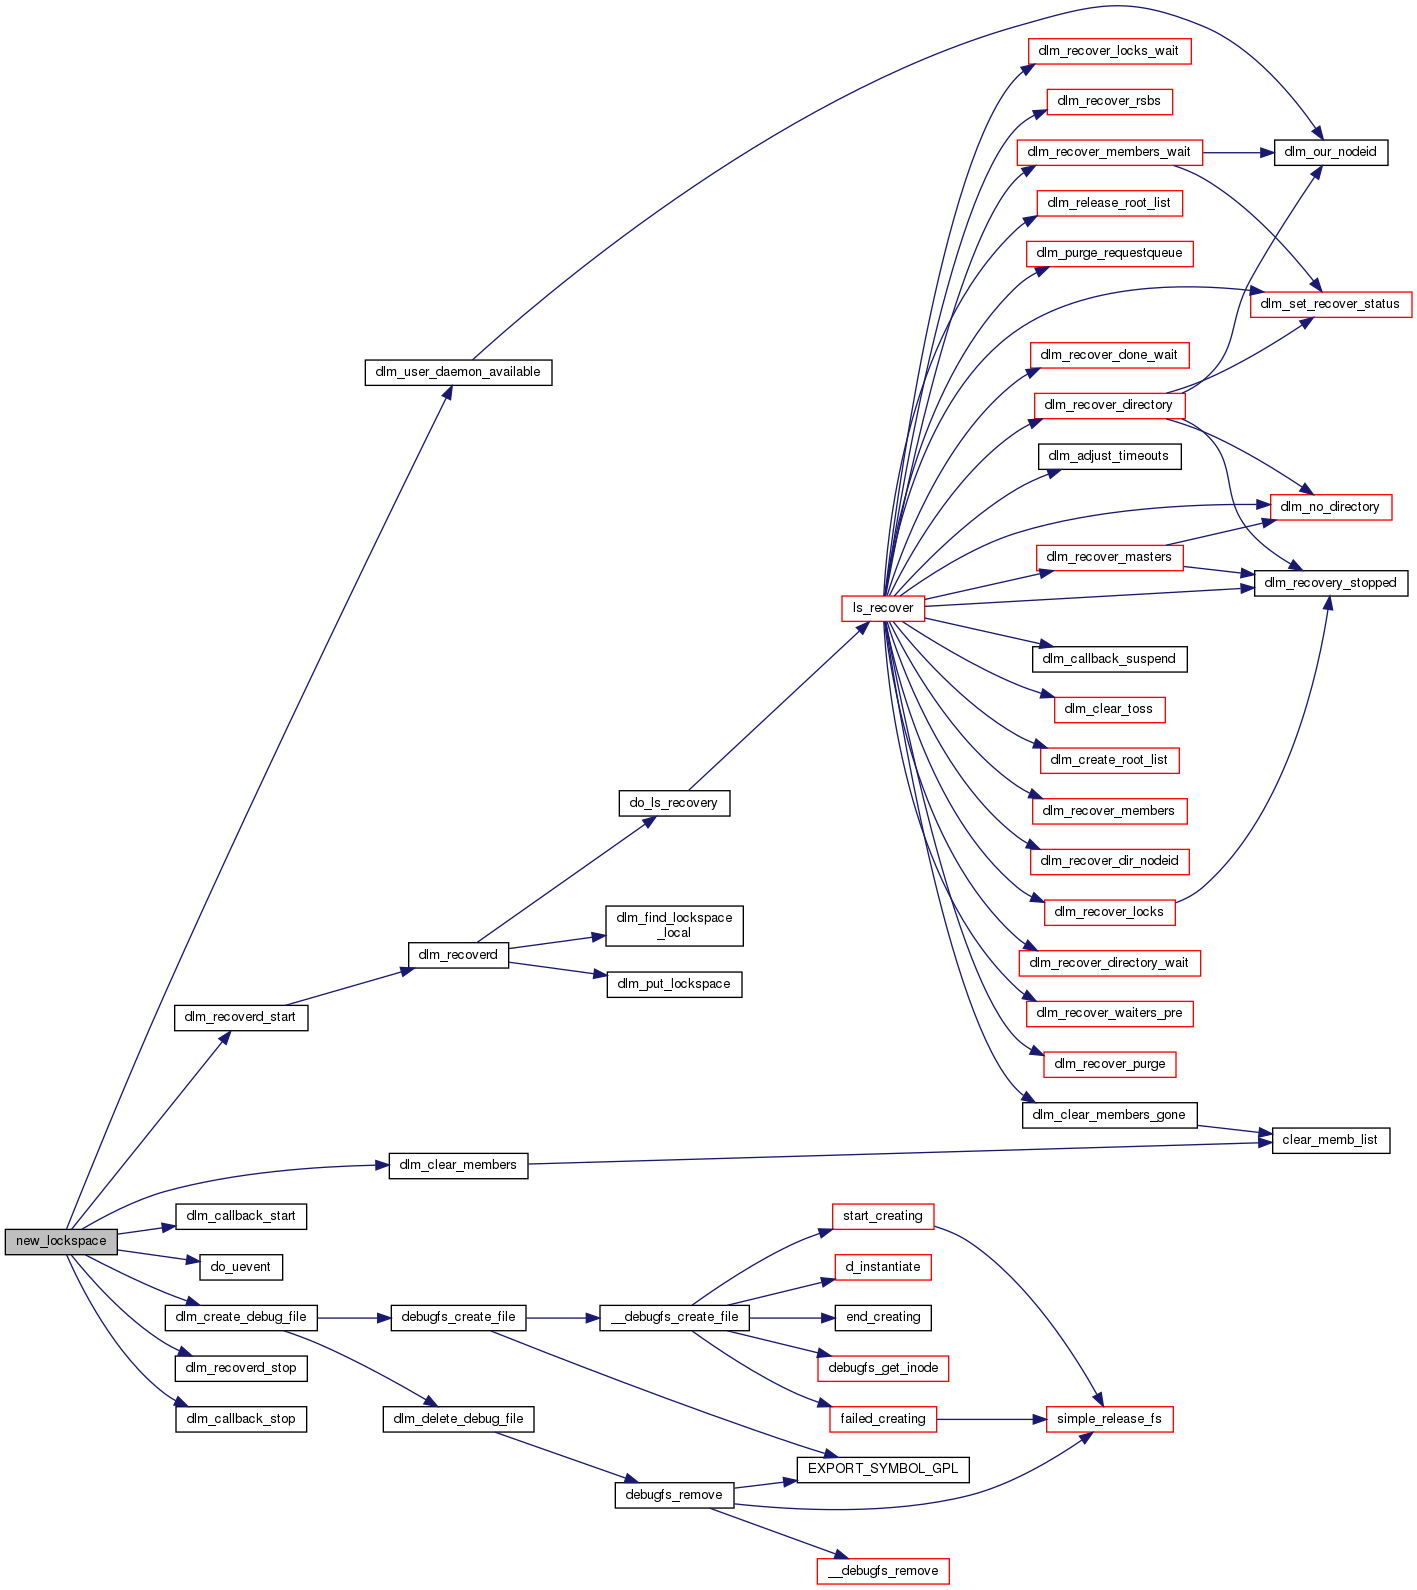 dlm_recover_locks_wait
dlm_recover_rsbs
dlm_recover_members_wait
dlm_our_nodeid
dlm_release_root_list
dlm_purge_requestqueue
dlm_set_recover_status
dlm_recover_done_wait
dlm_user_daemon_available
dlm_recover_directory
dlm_adjust_timeouts
dlm_no_directory
dlm_recover_masters
dlm_recovery_stopped
ls_recover
dlm_callback_suspend
dlm_clear_toss
dlm_create_root_list
do_ls_recovery
dlm_recover_members
dlm_recover_dir_nodeid
dlm_recover_locks
dlm_find_lockspace
_local
dlm_recoverd
dlm_recover_directory_wait
dlm_put_lockspace
dlm_recoverd_start
dlm_recover_waiters_pre
dlm_recover_purge
dlm_clear_members_gone
clear_memb_list
dlm_clear_members
dlm_callback_start
start_creating
new_lockspace
do_uevent
d_instantiate
dlm_create_debug_file
debugfs_create_file
__debugfs_create_file
end_creating
dlm_recoverd_stop
debugfs_get_inode
dlm_callback_stop
dlm_delete_debug_file
failed_creating
simple_release_fs
EXPORT_SYMBOL_GPL
debugfs_remove
__debugfs_remove